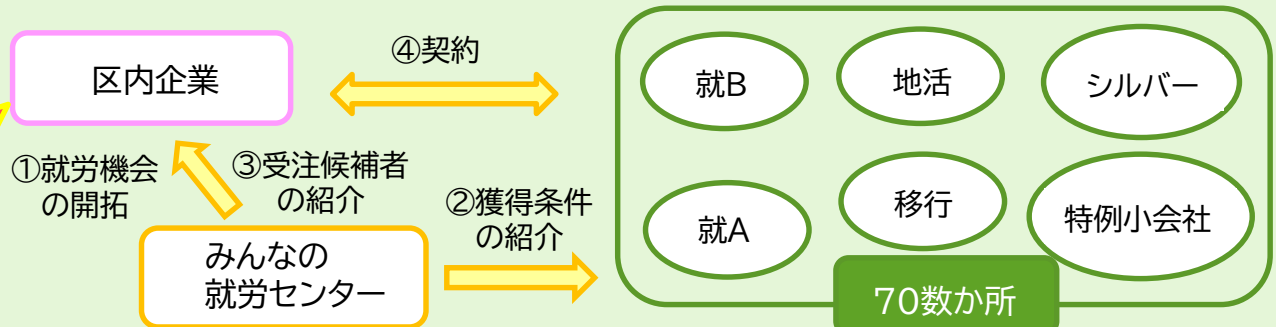 区内企業
④契約
①就労機会
の開拓
③受注候補者
の紹介
みんなの
就労センター
②獲得条件
の紹介
就B
地活
シルバー
就A
移行
特例小会社
70数か所